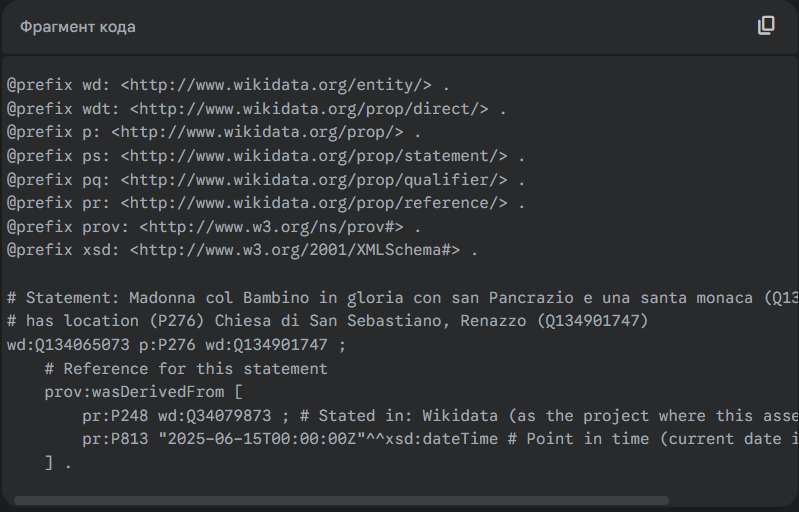 Фрагмент кода
@prefix wd: <http://www.wikidata.org/entity/> .
@prefix wdt: <http://www.wikidata.org/prop/direct/> .
@prefix p: <http://www.wikidata.org/prop/> .
@prefix ps: <http://www.wikidata.org/prop/statement/> .
@prefix pq: <http://www.wikidata.org/prop/qualifier/> .
@prefix pr: <http://www.wikidata.org/prop/reference/> .
@prefix prov: <http://www.w3.org/ns/prov#> .
@prefix xsd: <http://www.w3.org/2001/XMLSchema#> .
# Statement: Madonna col Bambino in gloria con san Pancrazio e una santa monaca (Q13
# has location (P276) Chiesa di San Sebastiano, Renazzo (Q134901747)
wd:Q134065073 p:P276 wd:Q134901747 ;
# Reference for this statement
prov:wasDerivedFrom [
pr:P248 wd:Q34079873 ; # Stated in: Wikidata (as the project where this asse
pr:P813 "2025-06-15T00:00:00Z"^^xsd:dateTime # Point in time (current date i
] .